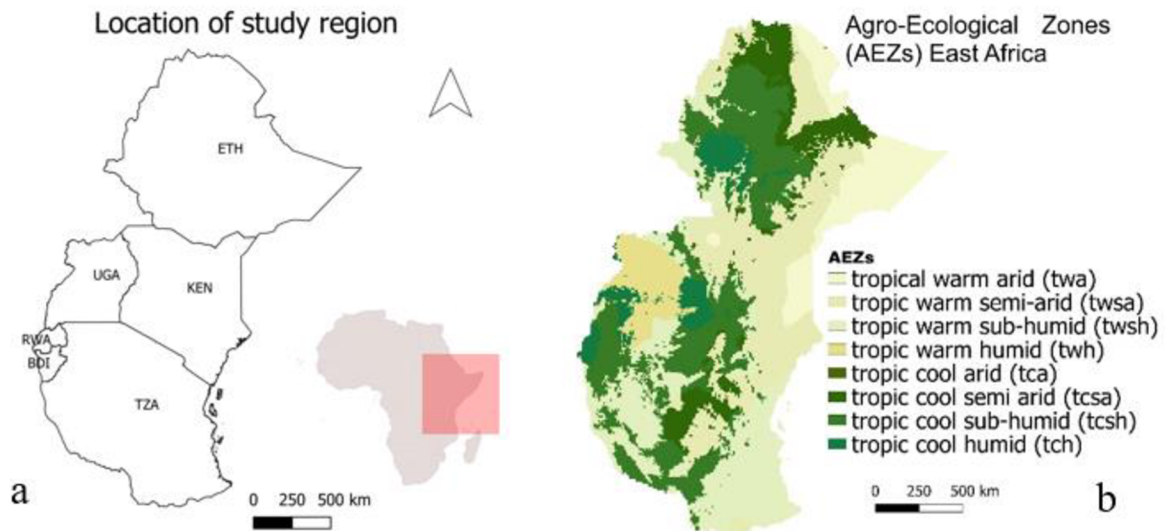 Location of study region
ETH
UGA
KEN
RWA
BDI
TZA
0 250 500 km
a
Agro-Ecological Zones
(AEZs) East Africa
AEZs
tropical warm arid (twa)
tropic warm semi-arid (twsa)
tropic warm sub-humid (twsh)
tropic warm humid (twh)
tropic cool arid (tca)
tropic cool semi arid (tcsa)
tropic cool sub-humid (tcsh)
tropic cool humid (tch)
0 250 500 km
b